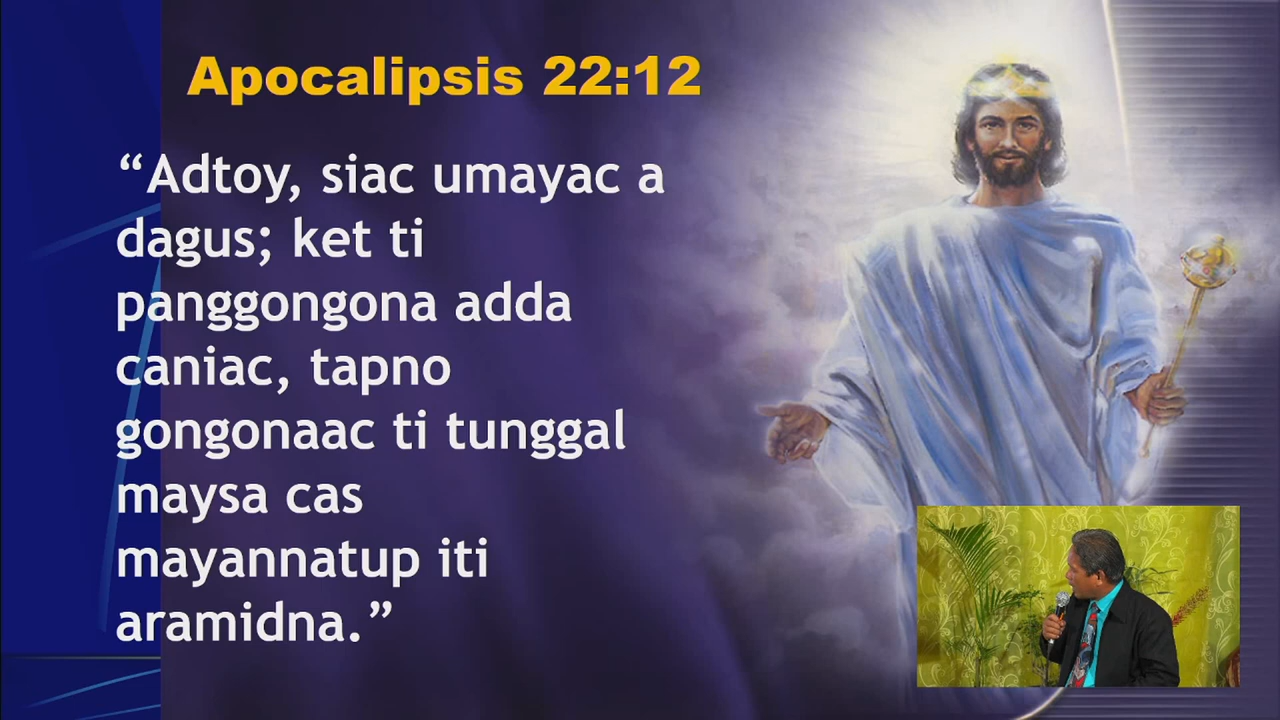 Apocalipsis 22:12
“Adtoy, siac umayac a
dagus; ket ti
panggongona adda
caniac, tapno
gongonaac ti tunggal
maysa cas
mayannatup iti
aramidna.”